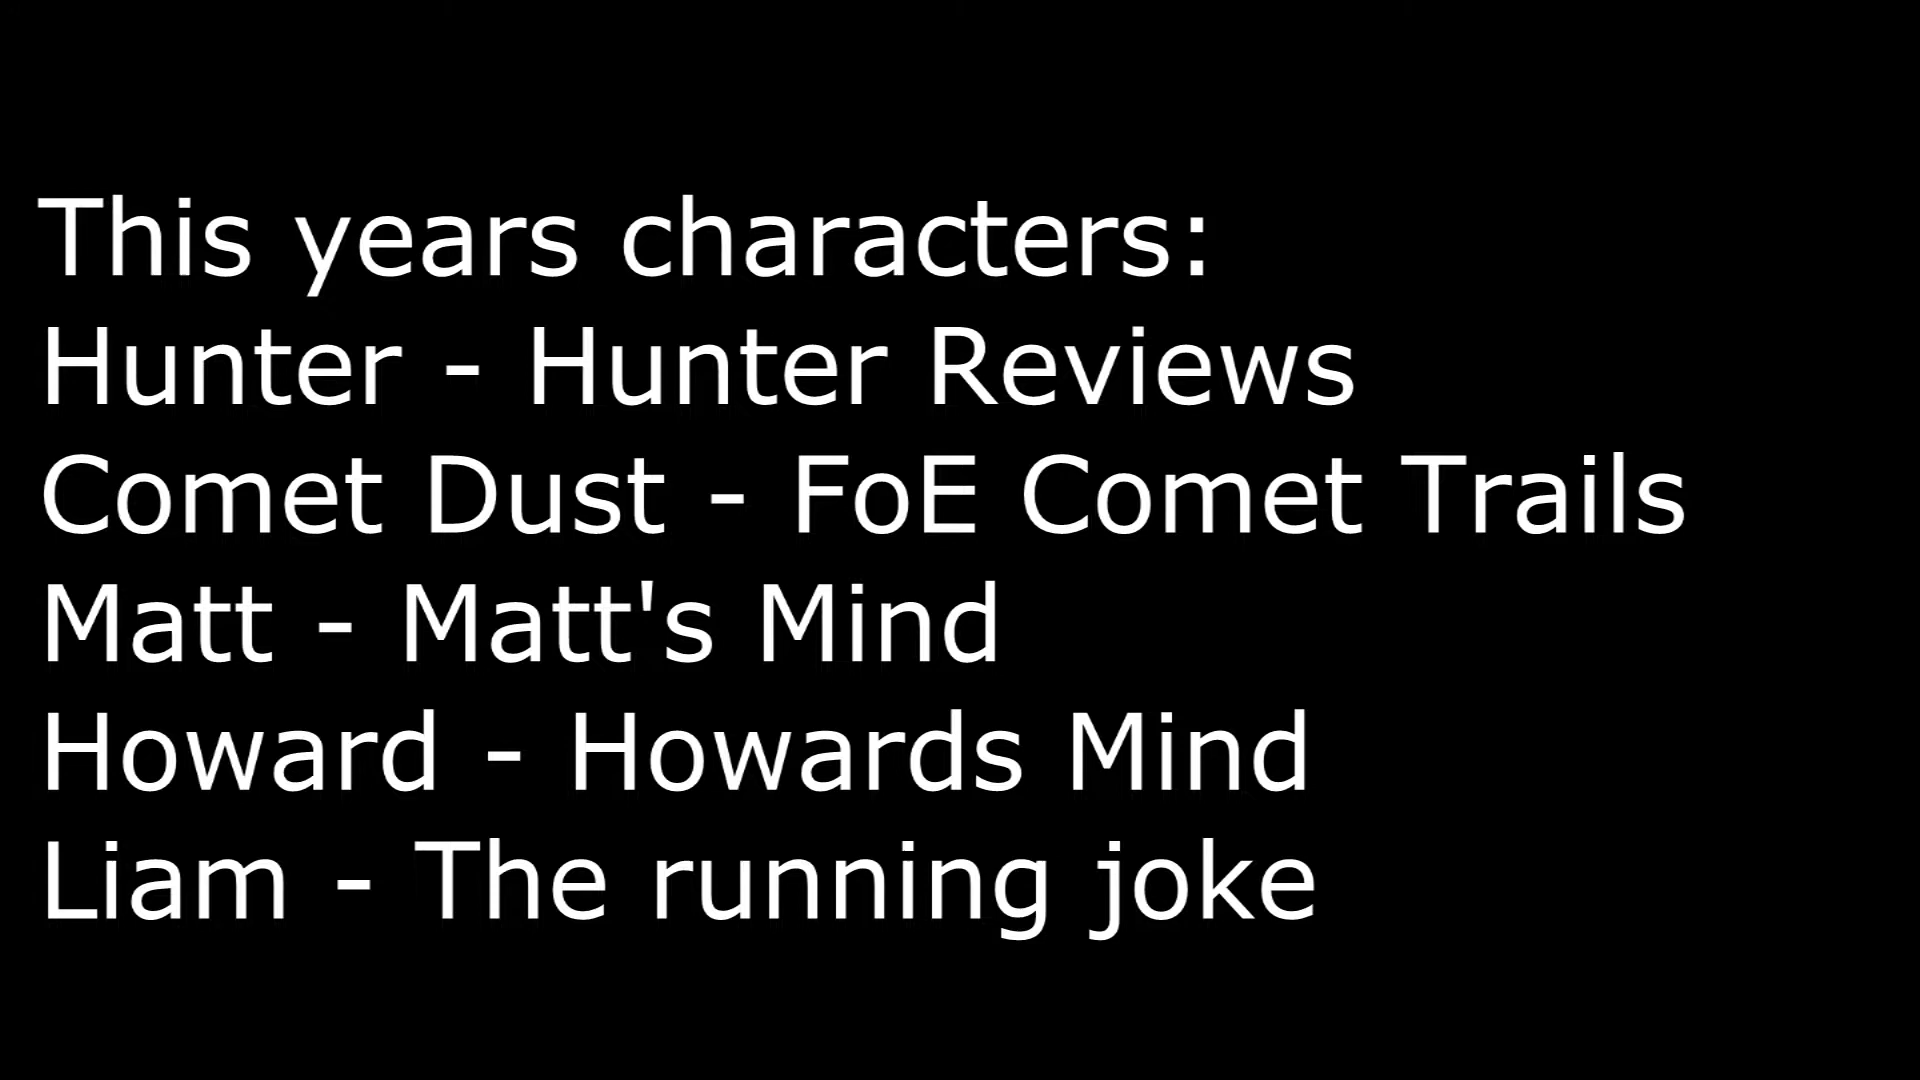 This years characters:
Hunter - Hunter Reviews
Comet Dust - FoE Comet Trails
Matt - Matt's Mind
Howard - Howards Mind
Liam - The running joke